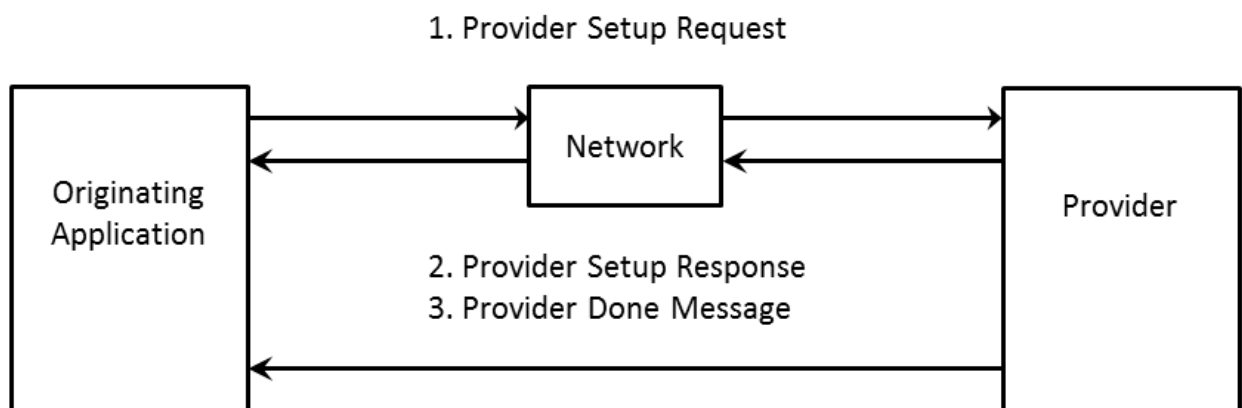 1. Provider Setup Request
Network
Originating
Application
Provider
2. Provider Setup Response
3. Provider Done Message